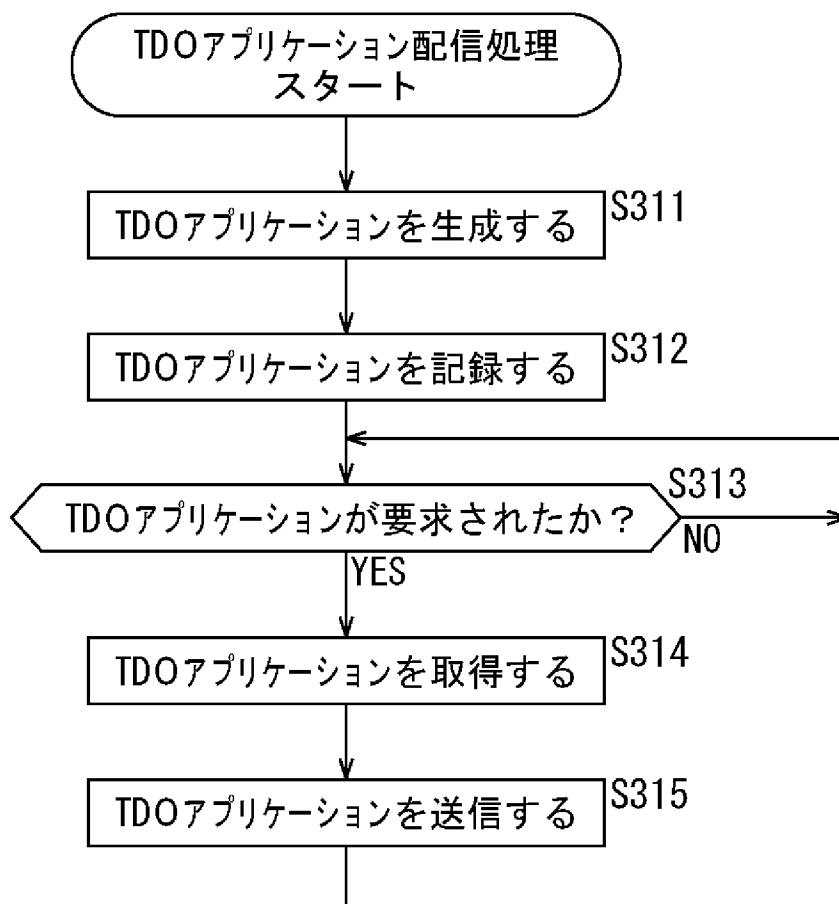 TDOアプリケーション配信処理
スタート
TDOアプリケーションを生成する
S311
TDOアプリケーションを記録する
S312
TDOアプリケーションが要求されたか？
S313
NO
YES
TDOアプリケーションを取得する
S314
TDOアプリケーションを送信する
S315